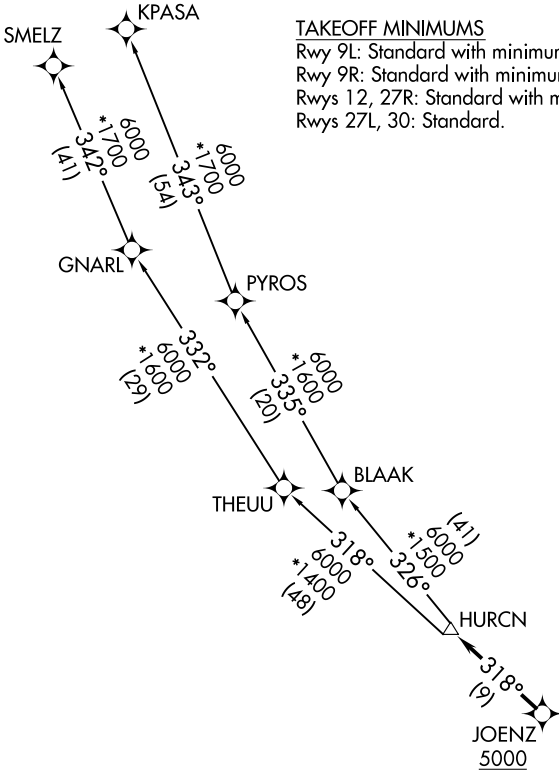 KPASA
SMELZ
TAKEOFF MINIMUMS
Rwy 9L: Standard with minimum
Rwy 9R: Standard with minimum
Rwys 12, 27R: Standard with m
Rwys 27L, 30: Standard.
6000
*1700
342°
(41)
6000
*1700
343°
(54)
GNARL
PYROS
332°
6000
*1600
(29)
6000
*1600
335°
(20)
THEUU
BLAAK
318°
6000
*1400
(48)
(41)
6000
*1500
326°
HURCN
318°
(9)
JOENZ
5000